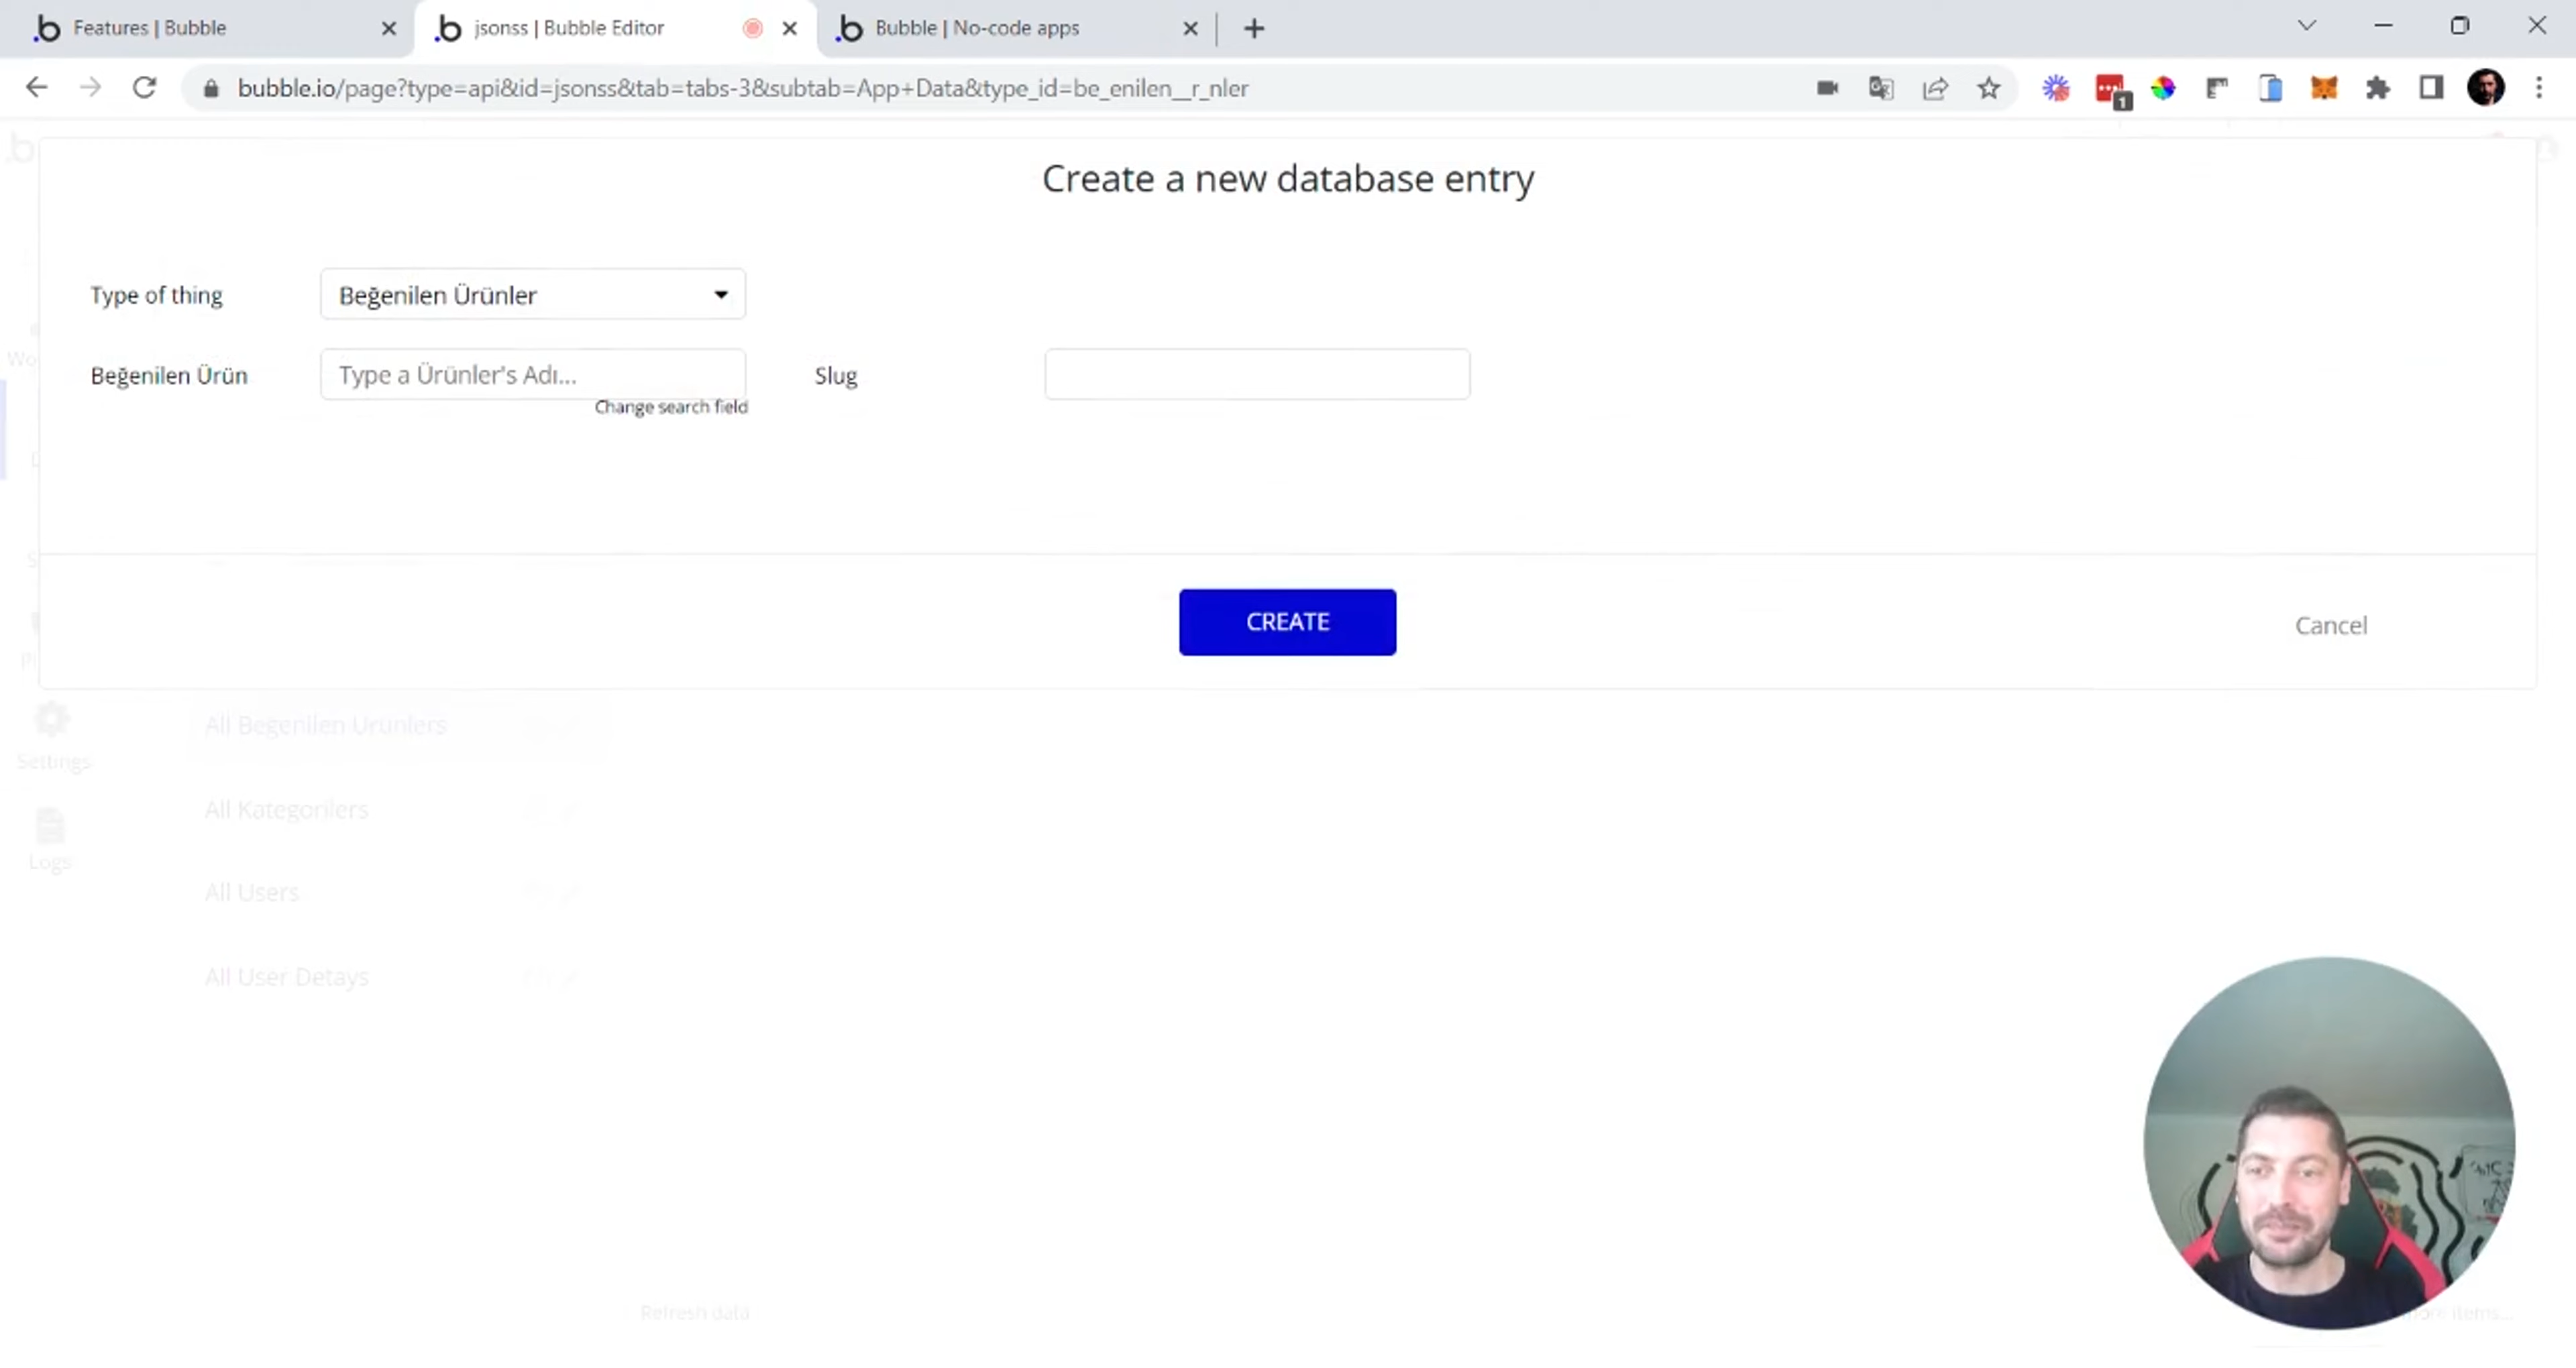 Features | Bubble
jsonss | Bubble Editor
Bubble | No-code apps
bubble.io/page?type=api&id=jsonss&tab=tabs-3&subtab=App+Data&type_id=be_enilen__r_nler
1
Create a new database entry
Type of thing
Beğenilen Ürünler
Beğenilen Ürün
Type a Ürünler's Adı...
Slug
Change search field
CREATE
Cancel
All Beğenilen Ürünlers
Settings
All Kategorilers
Logs
All Users
All User Detays
Refresh data
items...